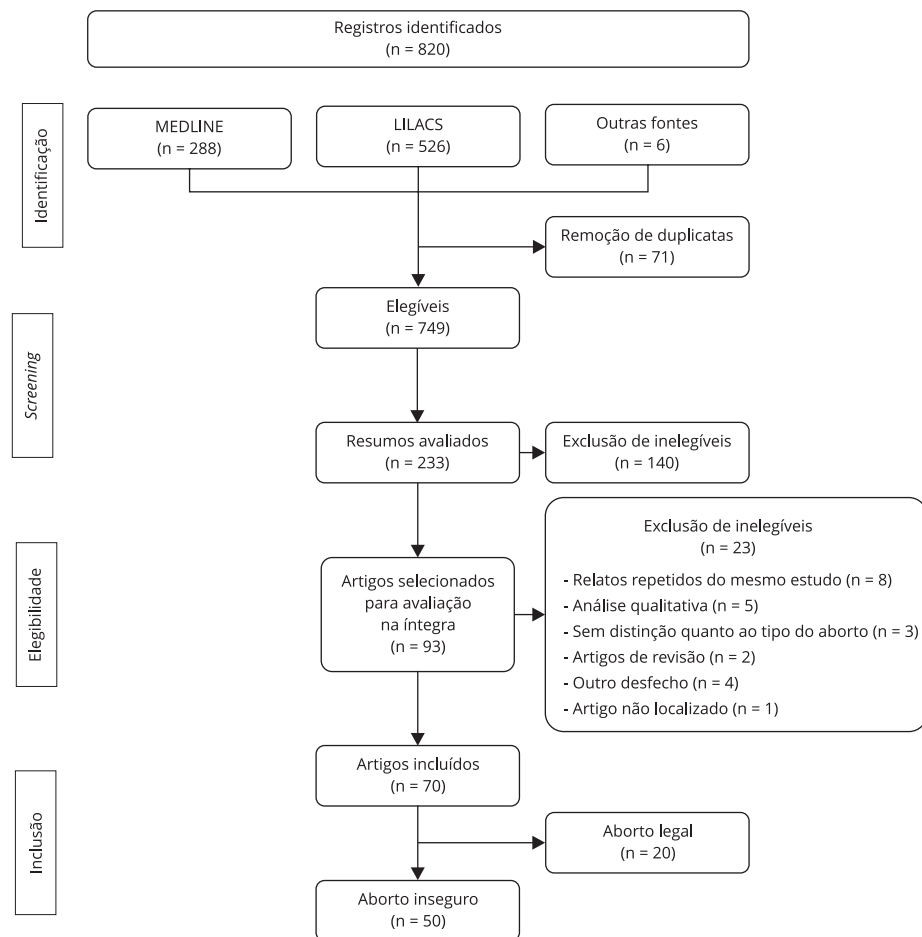 Registros identificados
(n = 820)
Identificação
MEDLINE
(n = 288)
LILACS
(n = 526)
Outras fontes
(n = 6)
Remoção de duplicatas
(n = 71)
Screening
Elegíveis
(n = 749)
Resumos avaliados
(n = 233)
Exclusão de inelegíveis
(n = 140)
Elegibilidade
Artigos selecionados
para avaliação
na íntegra
(n = 93)
Exclusão de inelegíveis
(n = 23)
- Relatos repetidos do mesmo estudo (n = 8)
- Análise qualitativa (n = 5)
- Sem distinção quanto ao tipo do aborto (n = 3)
- Artigos de revisão (n = 2)
- Outro desfecho (n = 4)
- Artigo não localizado (n = 1)
Inclusão
Artigos incluídos
(n = 70)
Aborto legal
(n = 20)
Aborto inseguro
(n = 50)